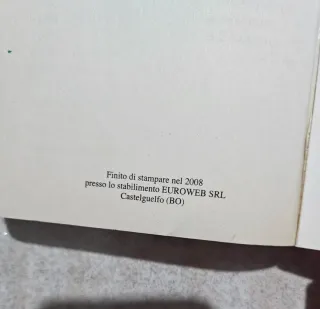 Finito di stampare nel 2008
presso lo stabilimento EUROWEB SRL
Castelguelfo (BO)